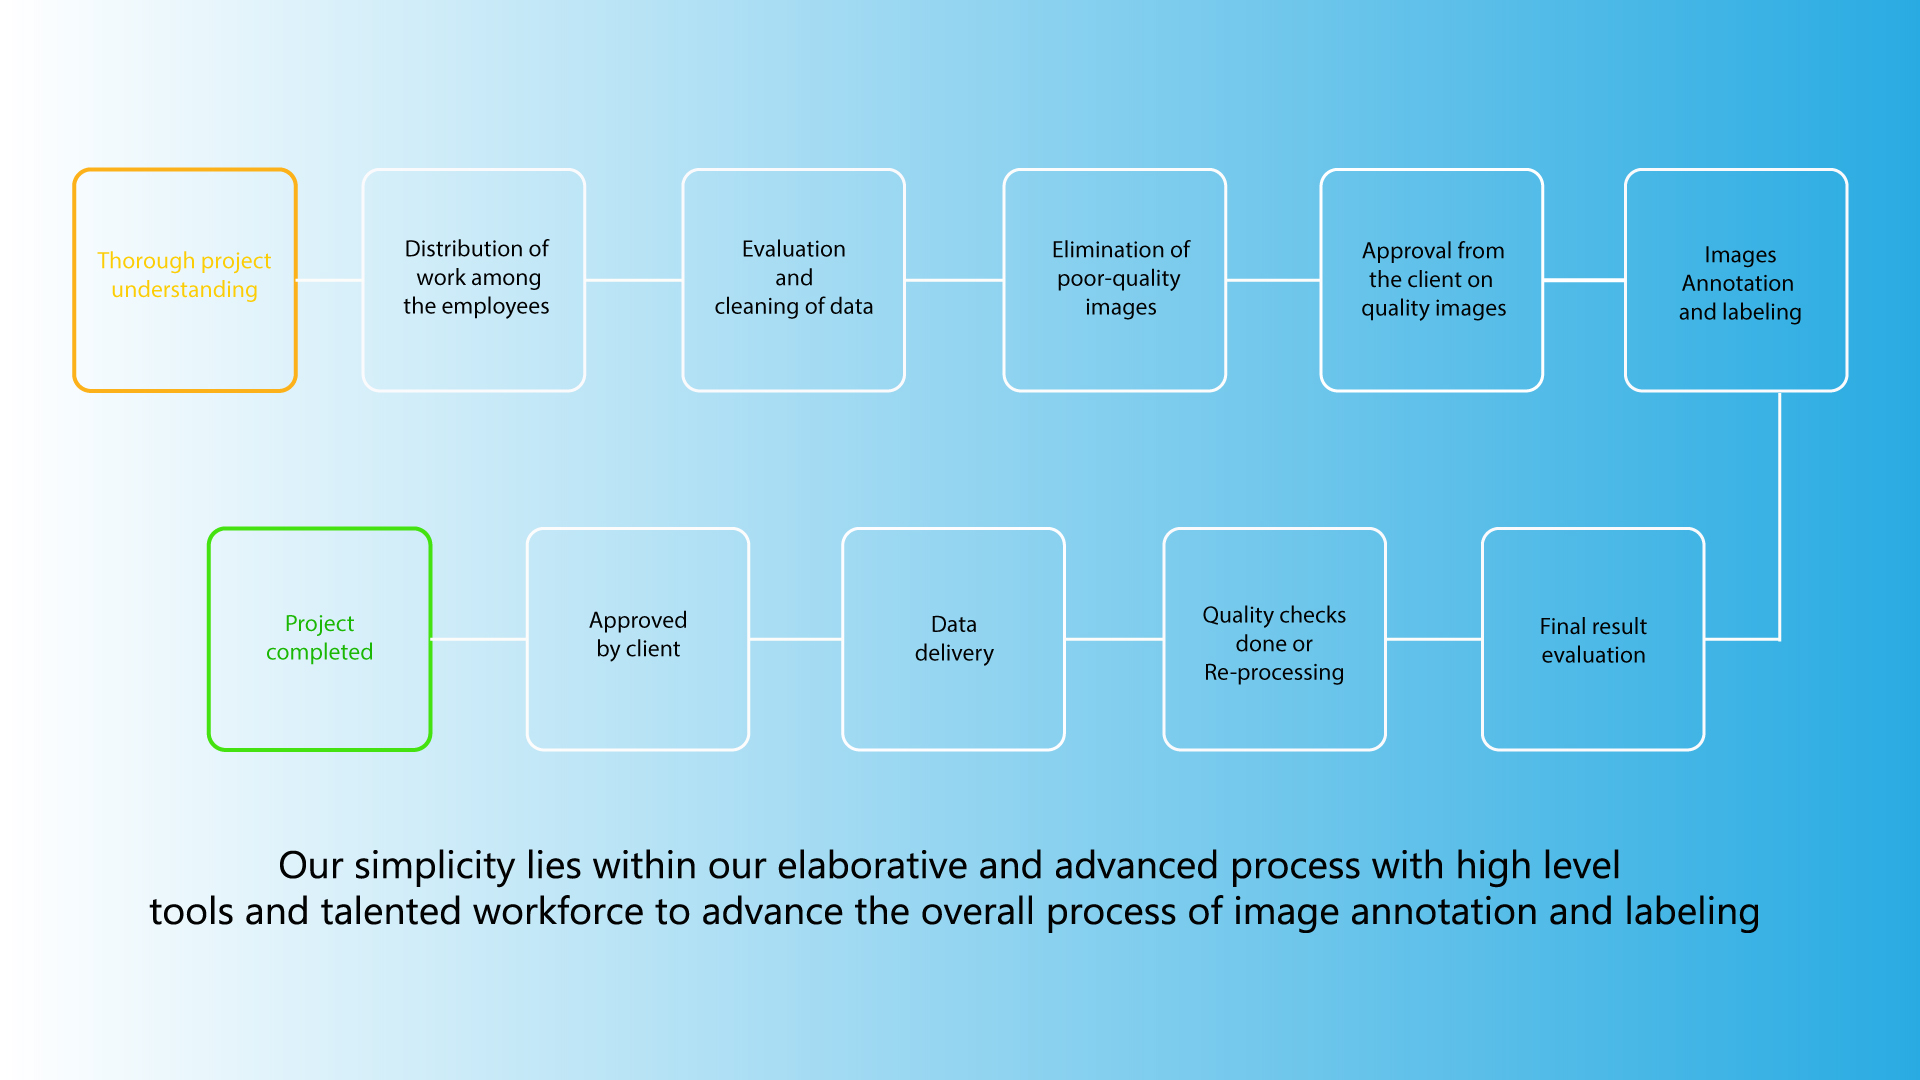 Thorough project
understanding
Distribution of
work among
the employees
Evaluation
and
cleaning of data
Elimination of
poor-quality
images
Approval from
the client on
quality images
Images
Annotation
and labeling
Project
completed
Approved
by client
Data
delivery
Quality checks
done or
Re-processing
Final result
evaluation
Our simplicity lies within our elaborative and advanced process with high level
tools and talented workforce to advance the overall process of image annotation and labeling